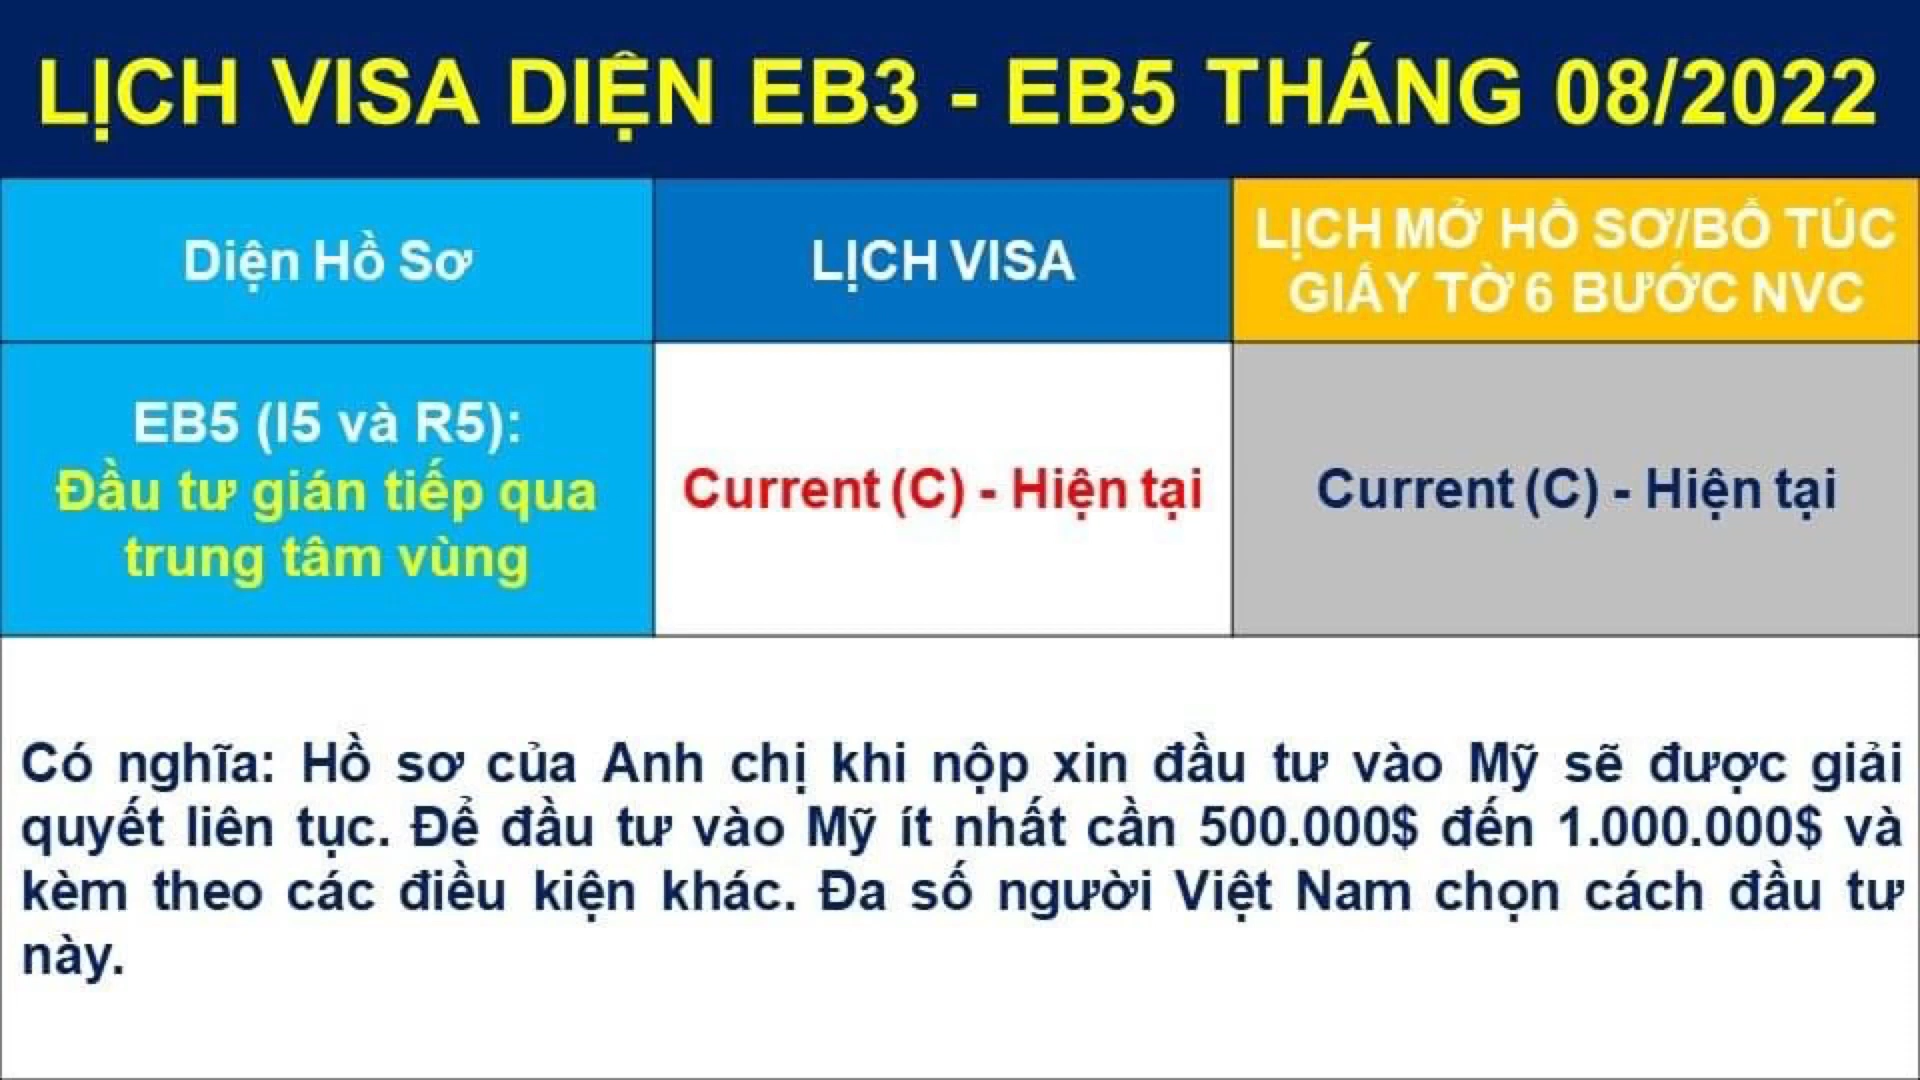 LỊCH VISA DIỆN EB3 - EB5 THÁNG 08/2022
Diện Hồ Sơ
LỊCH VISA
LỊCH MỞ HỒ SƠ/BỔ TÚC
GIẤY TỜ 6 BƯỚC NVC
EB5 (I5 và R5):
Đầu tư gián tiếp qua
trung tâm vùng
Current (C) - Hiện tại
Current (C) - Hiện tại
Có nghĩa: Hồ sơ của Anh chị khi nộp xin đầu tư vào Mỹ sẽ được giải
quyết liên tục. Để đầu tư vào Mỹ ít nhất cần 500.000$ đến 1.000.000$ và
kèm theo các điều kiện khác. Đa số người Việt Nam chọn cách đầu tư
này.